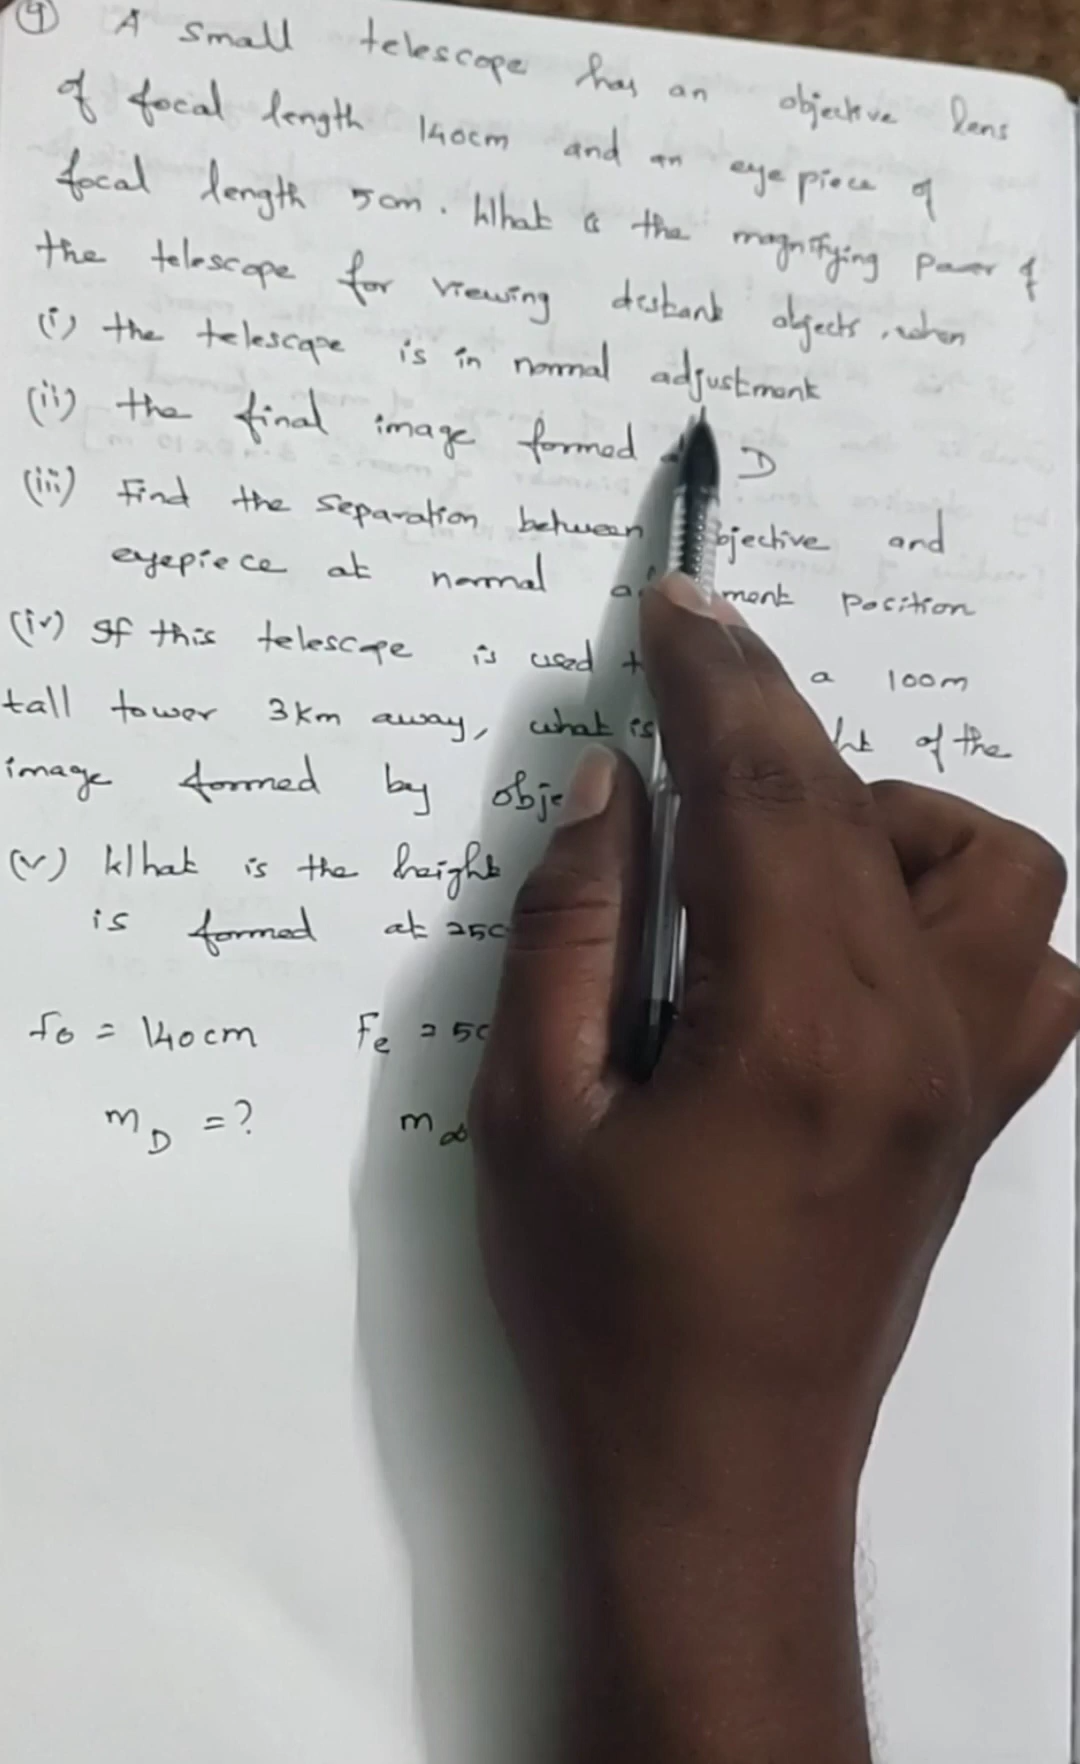 9 A small telescope has an objective lens
of focal length 140cm and an eye piece of
focal length 5cm. What is the magnifying power of
the telescope for viewing distant objects, when
(i) the telescope is in normal adjustment
(ii) the final image formed D
(iii) Find the separation between objective and
eyepiece at normal position
(iv) If this telescope is used a 100m
tall tower 3km away, what is of the
image formed by
(v) What is the height
is formed at
fo = 140cm Fe = 5c
mD = ? m∞